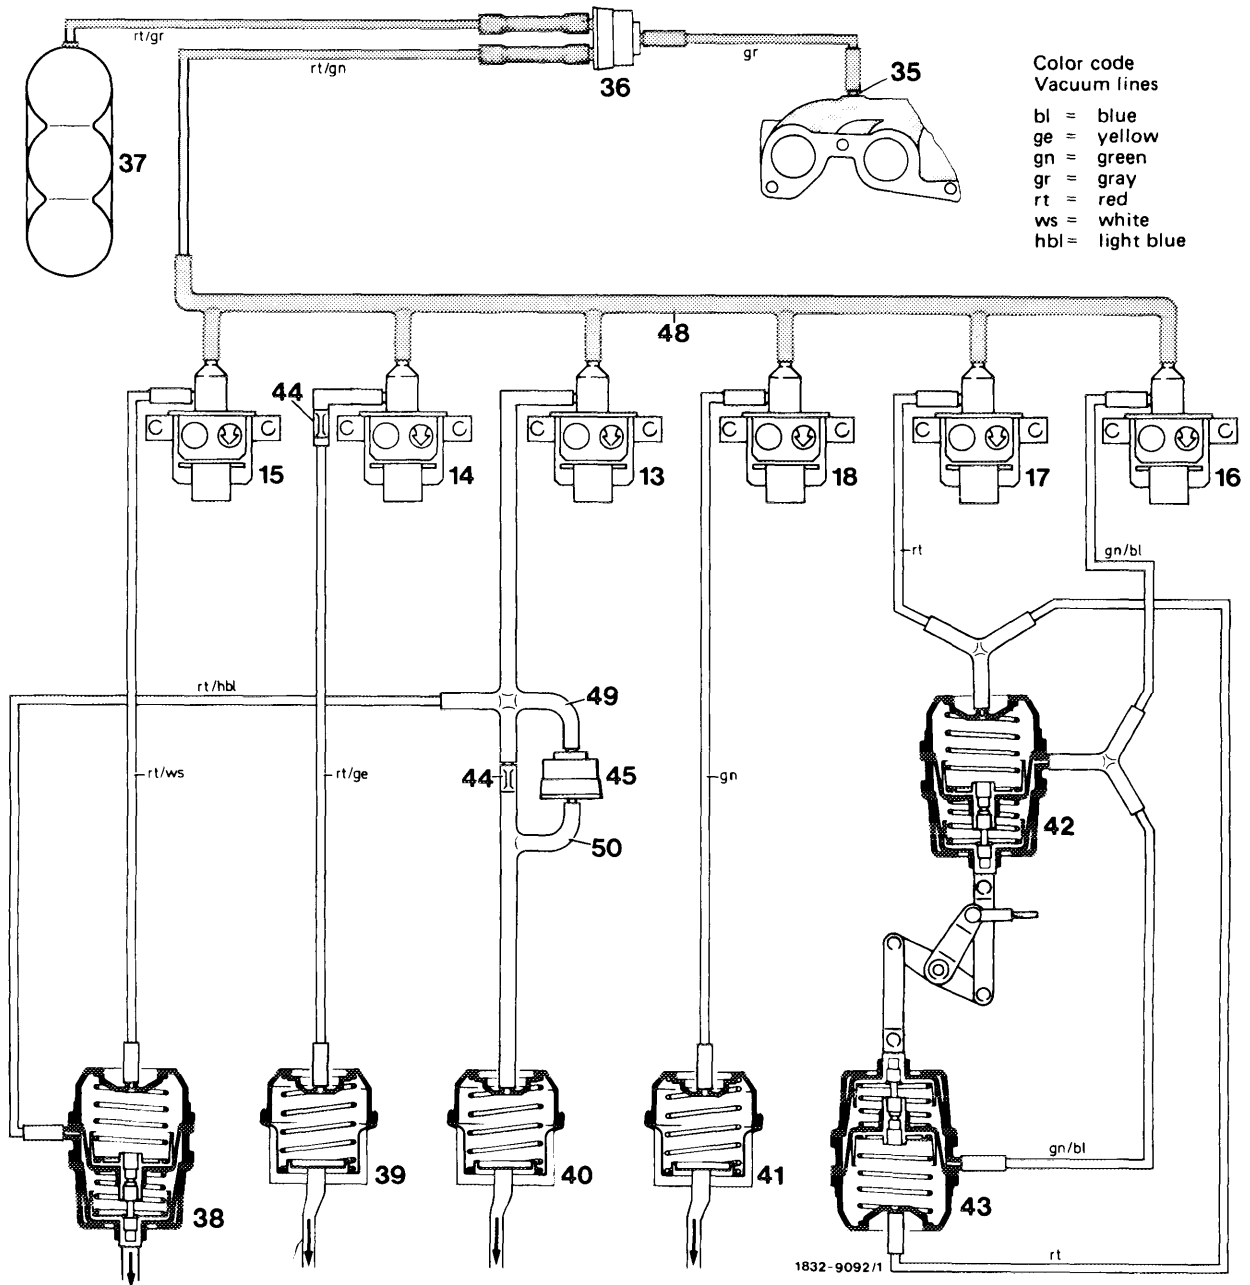 rt/gr
rt/gn
36
gr
35
37
Color code
Vacuum lines
bl = blue
ge = yellow
gn = green
gr = gray
rt = red
ws = white
hbl = light blue
48
44
15
14
13
18
17
16
rt
gn/bl
rt/hbl
49
rt/ws
rt/ge
44
45
gn
42
50
38
39
40
41
43
gn/bl
rt
1832-9092/1